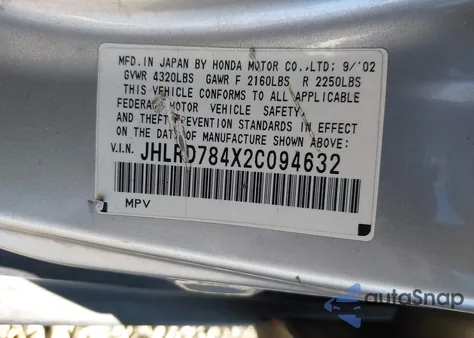 MFD. IN JAPAN BY HONDA MOTOR CO., LTD: 9/'02
GVWR 4320LBS GAWR F 2160LBS R 2250LBS
THIS VEHICLE CONFORMS TO ALL APPLICABLE
FEDERAL MOTOR VEHICLE SAFETY
AND THEFT PREVENTION STANDARDS IN EFFECT
ON THE DATE OF MANUFACTURE SHOWN ABOVE:
V.I.N. JHLRD784X2C094632
MPV
autoSnap